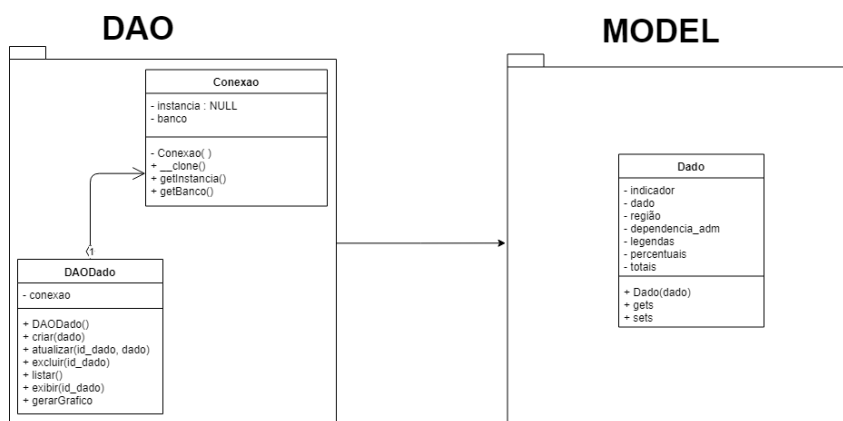 DAO
MODEL
Conexao
- instancia : NULL
- banco
- Conexao( )
+ __clone()
+ getInstancia()
+ getBanco()
1
DAODado
- conexao
+ DAODado()
+ criar(dado)
+ atualizar(id_dado, dado)
+ excluir(id_dado)
+ listar()
+ exibir(id_dado)
+ gerarGrafico
Dado
- indicador
- dado
- região
- dependencia_adm
- legendas
- percentuais
- totais
+ Dado(dado)
+ gets
+ sets